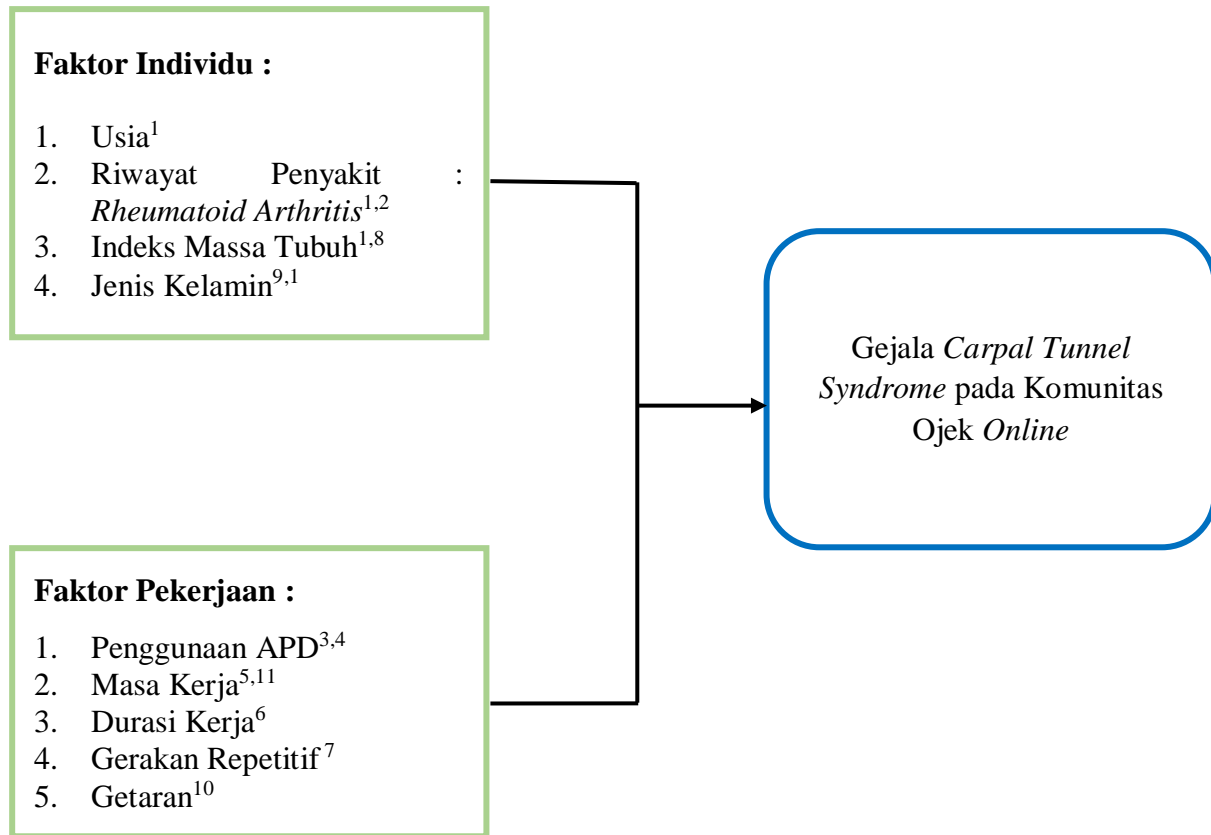 Faktor Individu :
1. Usia¹
2. Riwayat Penyakit :
Rheumatoid Arthritis¹,²
3. Indeks Massa Tubuh¹,⁸
4. Jenis Kelamin⁹,¹
Gejala Carpal Tunnel
Syndrome pada Komunitas
Ojek Online
Faktor Pekerjaan :
1. Penggunaan APD³,⁴
2. Masa Kerja⁵,¹¹
3. Durasi Kerja⁶
4. Gerakan Repetitif⁷
5. Getaran¹⁰